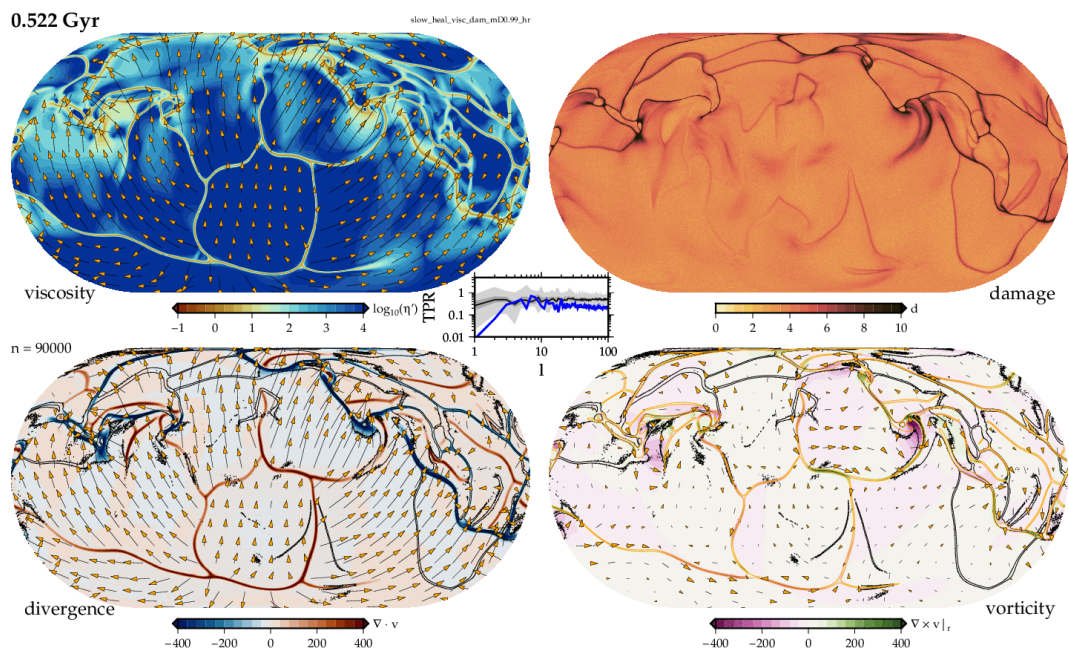 0.522 Gyr
slow_heal_visc_dam_mD0.99_hr
viscosity
damage
−1 0 1 2 3 4
log₁₀(η′)
TPR
1
0.1
0.01
1 10 100
l
0 2 4 6 8 10
d
n = 90000
divergence
vorticity
−400 −200 0 200 400
∇ · v
−400 −200 0 200 400
∇ × v|ᵣ